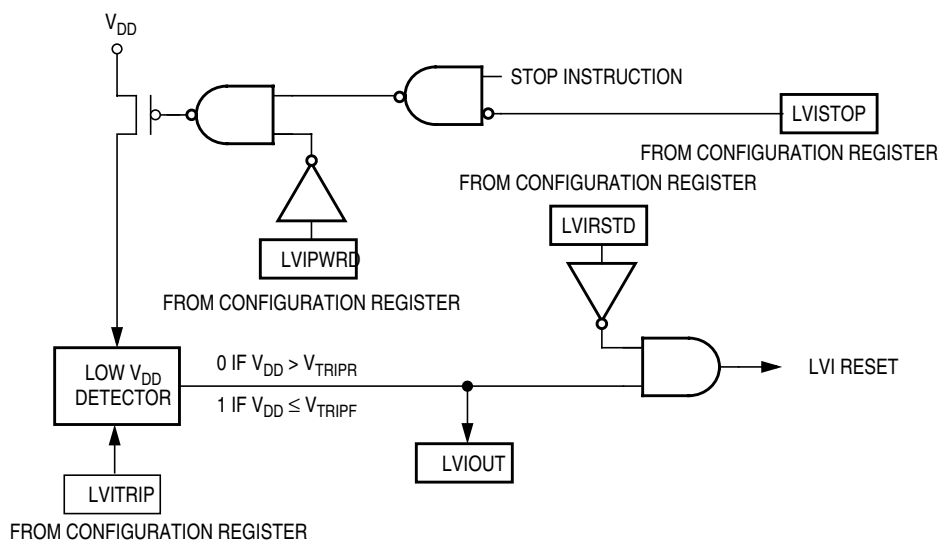 VDD
STOP INSTRUCTION
LVISTOP
FROM CONFIGURATION REGISTER
FROM CONFIGURATION REGISTER
LVIRSTD
LVIPWRD
FROM CONFIGURATION REGISTER
LOW VDD
DETECTOR
0 IF VDD > VTRIPR
1 IF VDD ≤ VTRIPF
LVI RESET
LVIOUT
LVITRIP
FROM CONFIGURATION REGISTER